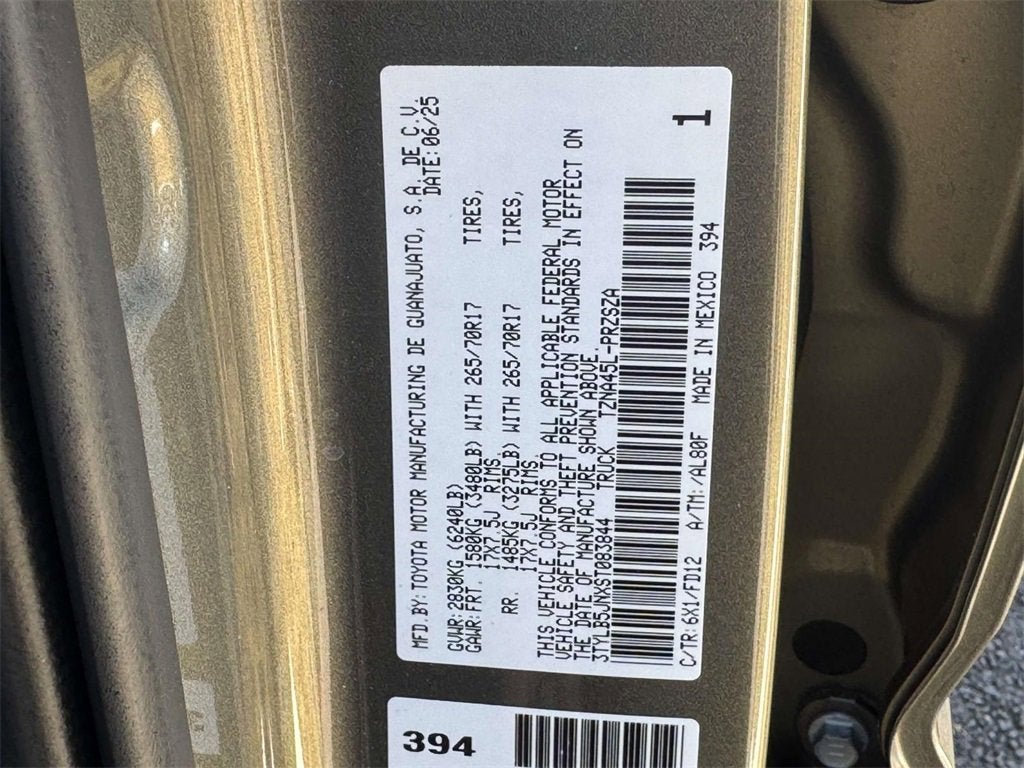 MFD.BY: TOYOTA MOTOR MANUFACTURING DE GUANAJUATO, S.A. DE C.V.
DATE: 06/25
GVWR: 2830KG (6240LB)
GAWR: FRT. 1580KG (3480LB) WITH 265/70R17 TIRES,
17X7.5J RIMS,
RR. 1485KG (3275LB) WITH 265/70R17 TIRES,
17X7.5J RIMS,
THIS VEHICLE CONFORMS TO ALL APPLICABLE FEDERAL MOTOR
VEHICLE SAFETY AND THEFT PREVENTION STANDARDS IN EFFECT ON
THE DATE OF MANUFACTURE SHOWN ABOVE.
3TYLB5JNXST083844 TRUCK TZNA45L-PRZSZA
1
C/TR: 6X1/FD12 A/TM: /AL80F MADE IN MEXICO 394
394